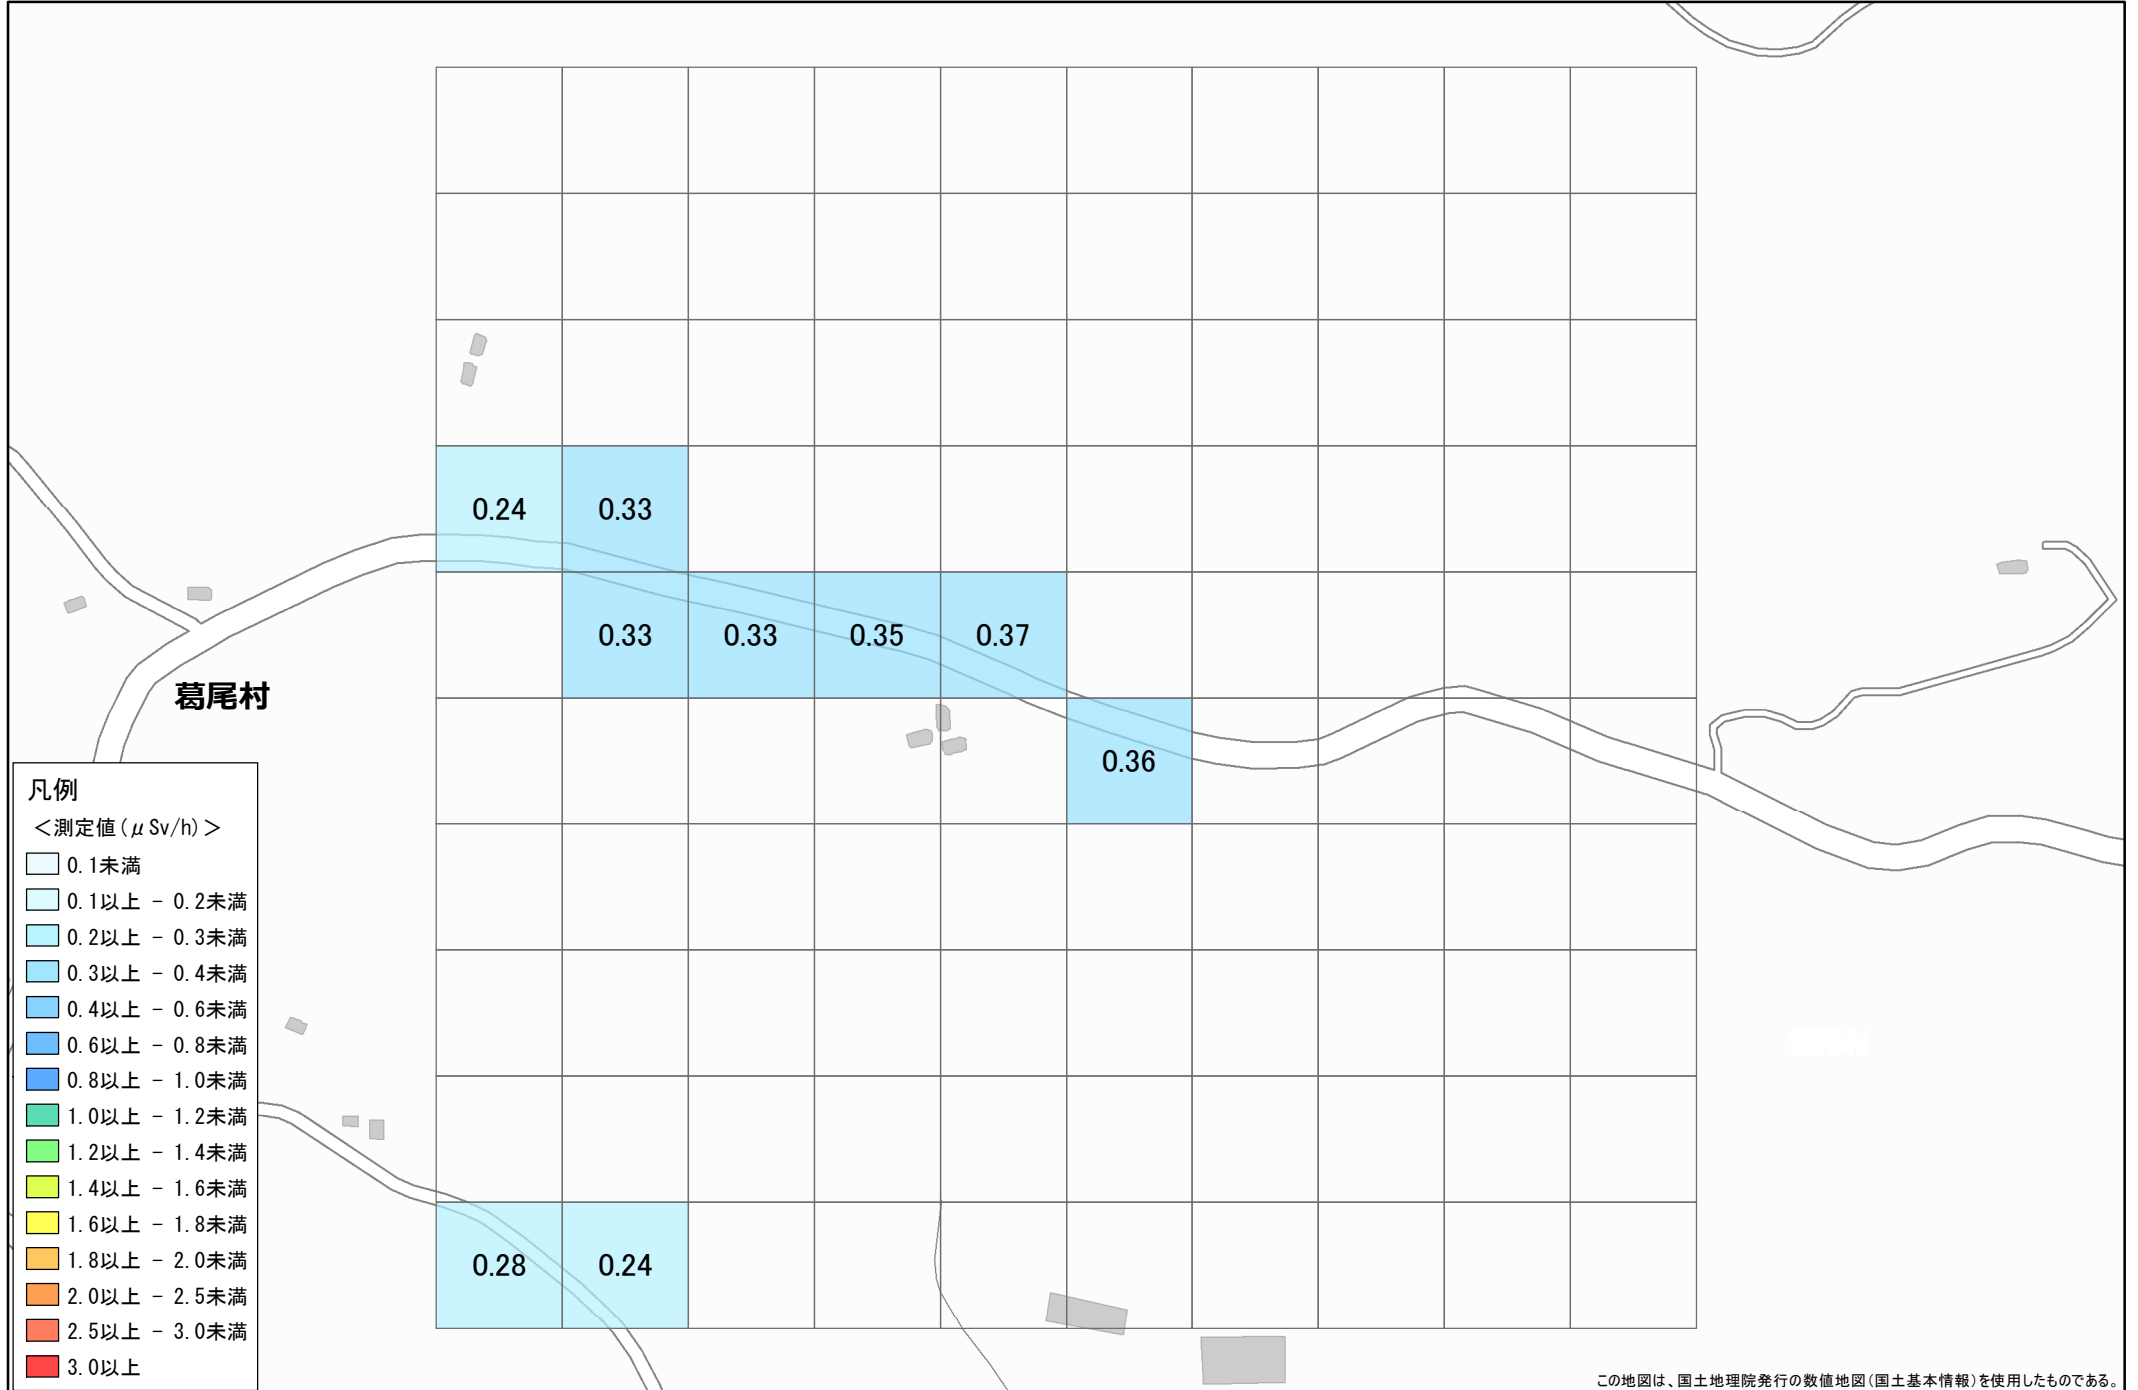 0.24 0.33
0.33 0.33 0.35 0.37
葛尾村
0.36
凡例
＜測定値(μSv/h)＞
0.1未満
0.1以上 - 0.2未満
0.2以上 - 0.3未満
0.3以上 - 0.4未満
0.4以上 - 0.6未満
0.6以上 - 0.8未満
0.8以上 - 1.0未満
1.0以上 - 1.2未満
1.2以上 - 1.4未満
1.4以上 - 1.6未満
1.6以上 - 1.8未満
1.8以上 - 2.0未満
2.0以上 - 2.5未満
2.5以上 - 3.0未満
3.0以上
0.28 0.24
この地図は、国土地理院発行の数値地図(国土基本情報)を使用したものである。